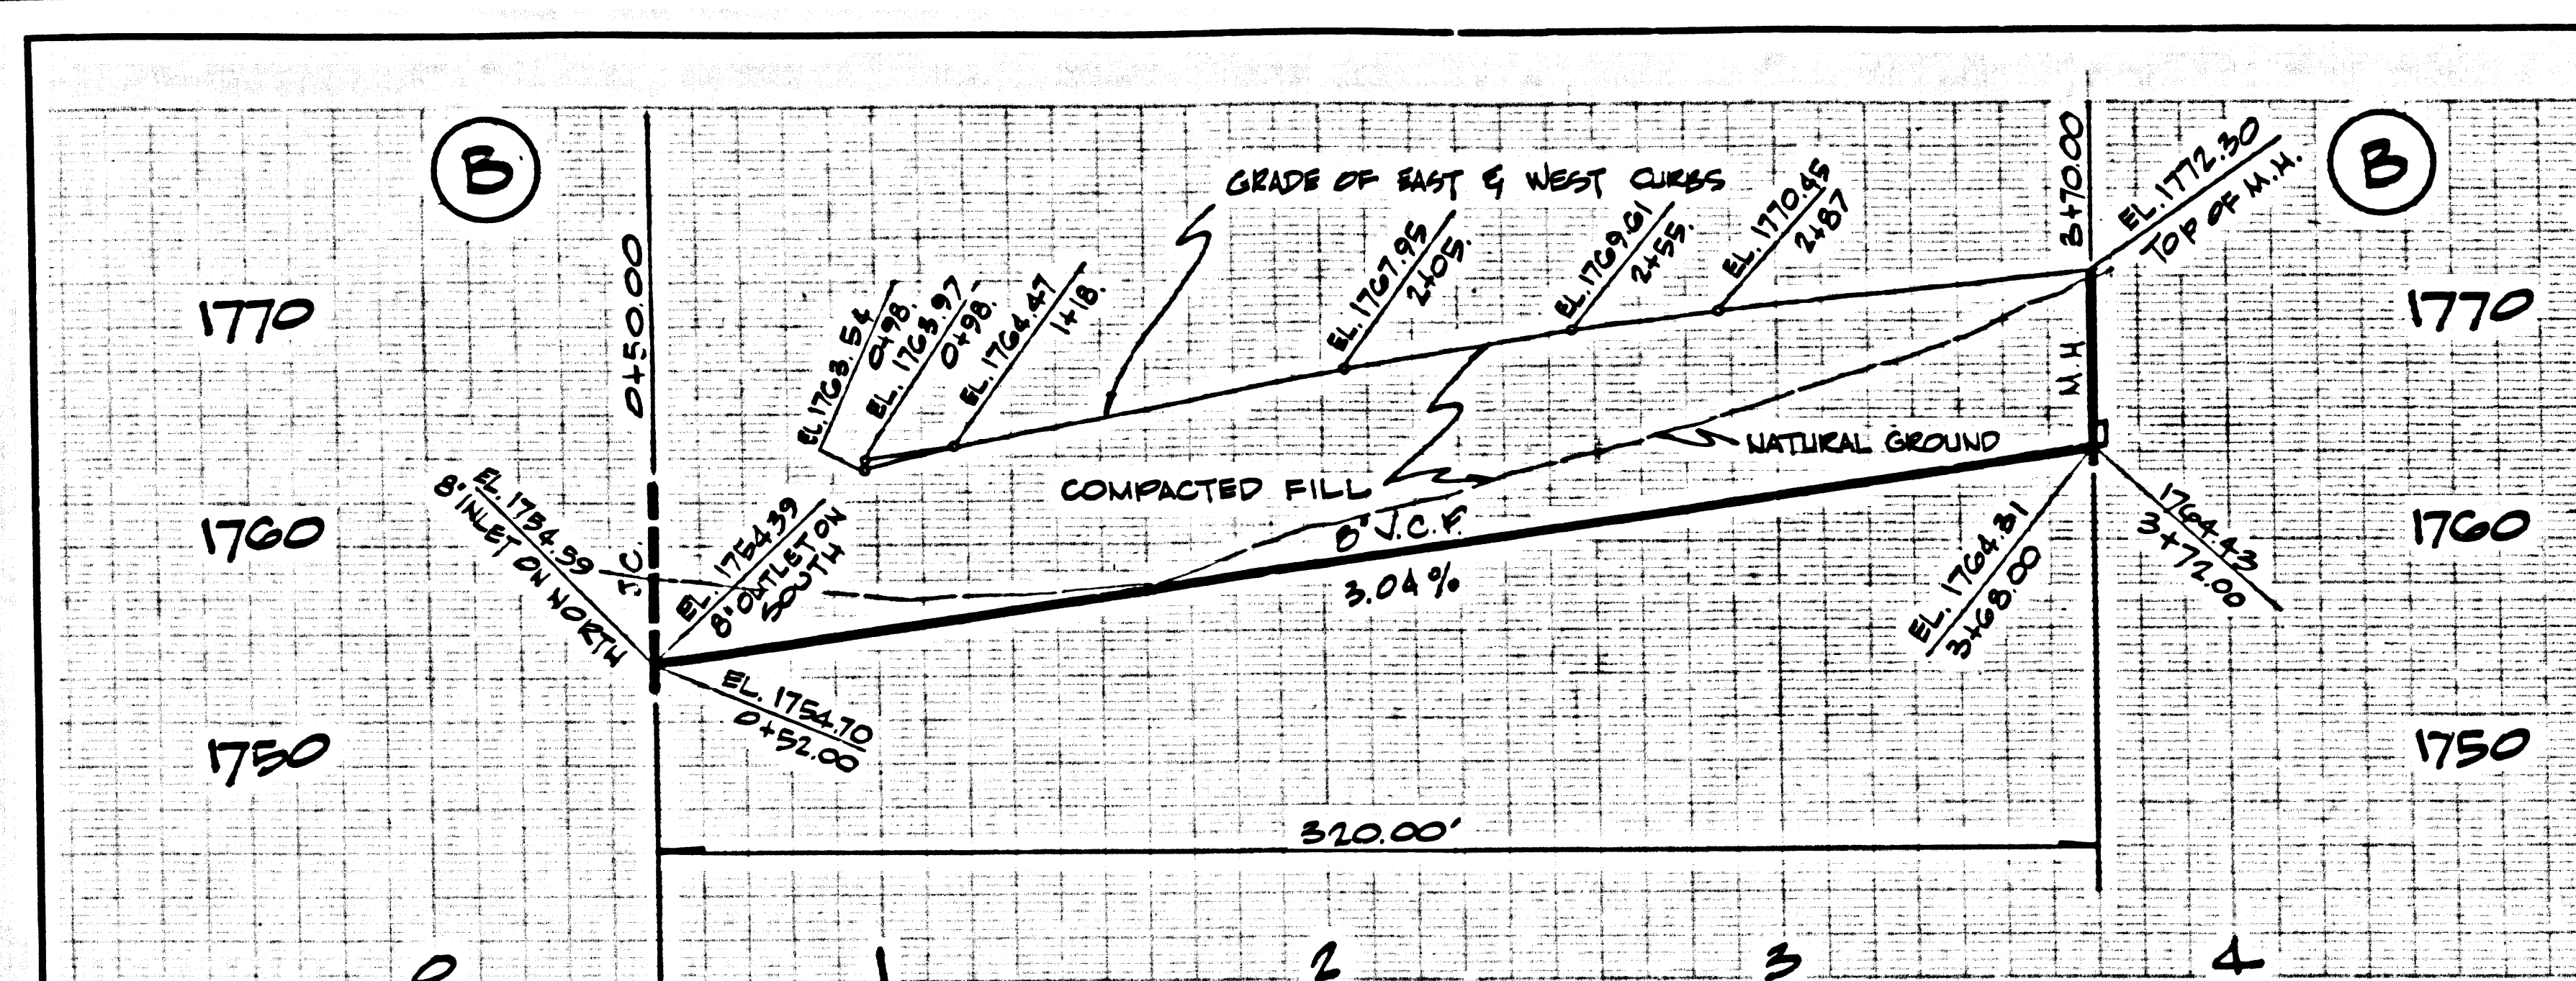 B
B
GRADE OF EAST & WEST CURBS
3+70.00
EL. 1772.30
TOP OF M.H.
0+50.00
EL. 1763.54
0+98.
EL. 1763.97
0+98.
EL. 1764.47
1+18.
EL. 1767.95
2+05.
EL. 1769.61
2+55.
EL. 1770.45
2+87
1770
1770
M.H.
NATURAL GROUND
COMPACTED FILL
EL. 1754.59
8" INLET ON NORTH
J.C.
EL. 1754.39
8" OUTLET ON
SOUTH
8" V.C.P.
3.04 %
1760
1760
EL. 1764.31
3+68.00
1764.43
3+72.00
EL. 1754.70
0+52.00
1750
1750
320.00'
0
1
2
3
4